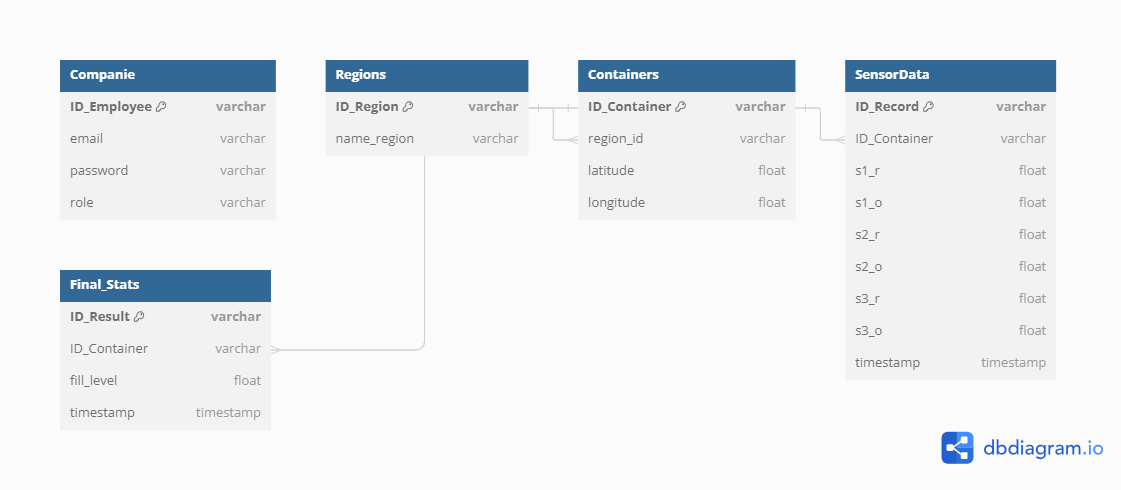 Companie
ID_Employee varchar
email varchar
password varchar
role varchar
Regions
ID_Region varchar
name_region varchar
Containers
ID_Container varchar
region_id varchar
latitude float
longitude float
SensorData
ID_Record varchar
ID_Container varchar
s1_r float
s1_o float
s2_r float
s2_o float
s3_r float
s3_o float
timestamp timestamp
Final_Stats
ID_Result varchar
ID_Container varchar
fill_level float
timestamp timestamp
dbdiagram.io